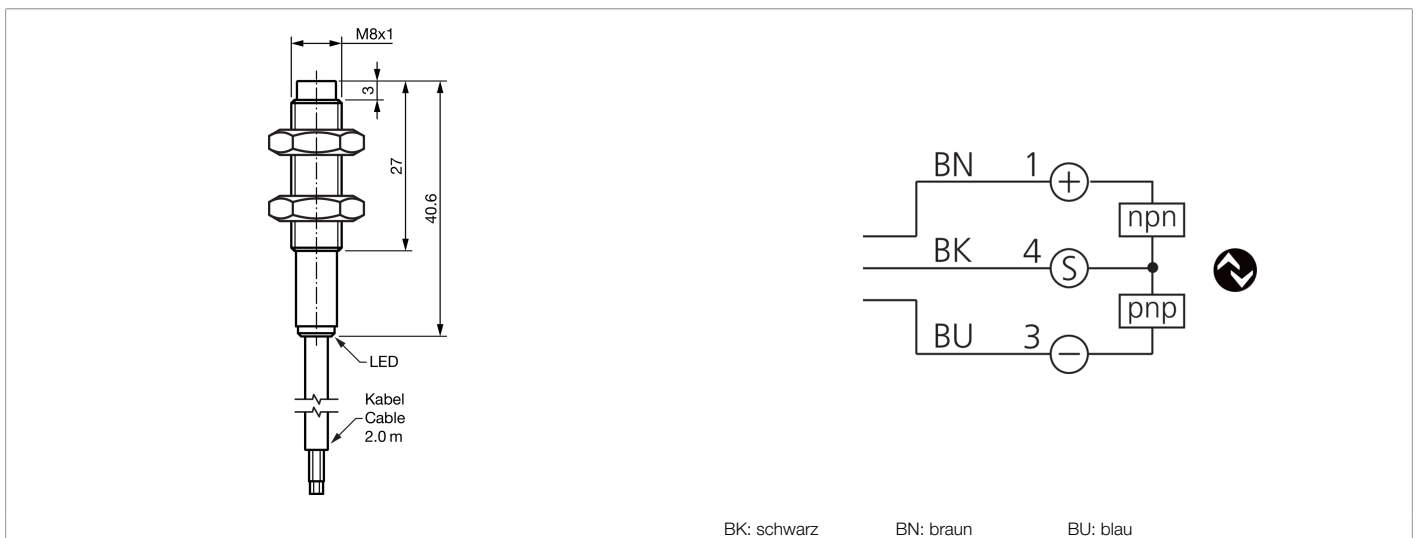 M8x1
3
27
40.6
LED
Kabel
Cable
2.0 m
BN 1 +
npn
BK 4 S
pnp
BU 3 −
BK: schwarz BN: braun BU: blau